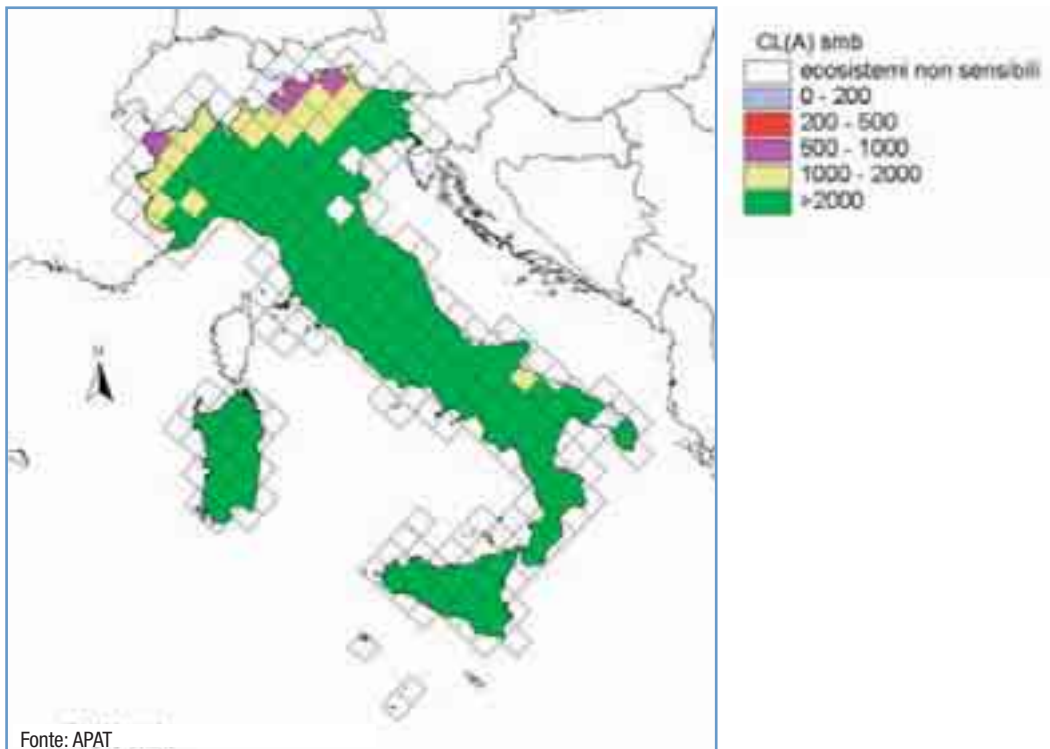 CL(A) smb
ecosistemi non sensibili
0 - 200
200 - 500
500 - 1000
1000 - 2000
>2000
N
Fonte: APAT